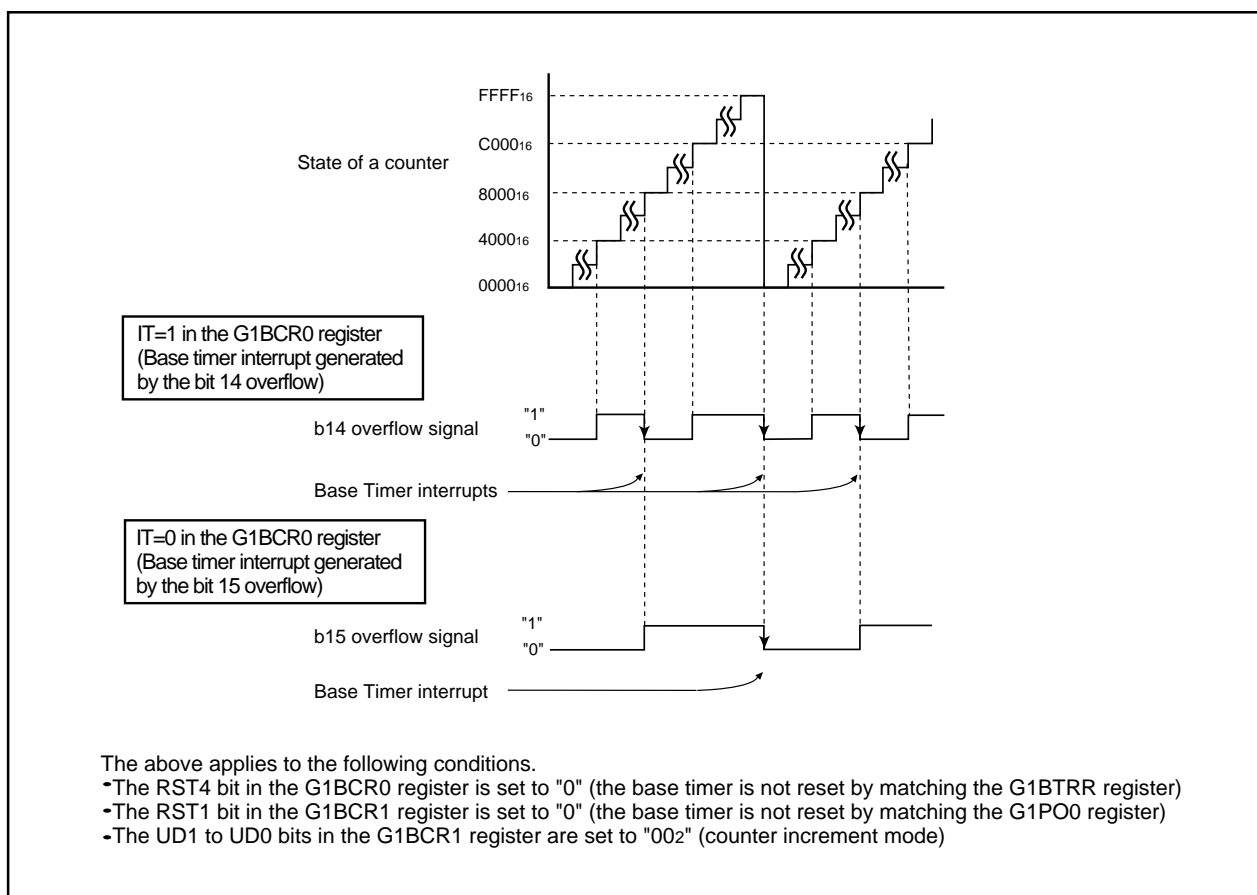 FFFF16
C00016
State of a counter
800016
400016
000016
IT=1 in the G1BCR0 register
(Base timer interrupt generated
by the bit 14 overflow)
"1"
b14 overflow signal
"0"
Base Timer interrupts
IT=0 in the G1BCR0 register
(Base timer interrupt generated
by the bit 15 overflow)
"1"
b15 overflow signal
"0"
Base Timer interrupt
The above applies to the following conditions.
•The RST4 bit in the G1BCR0 register is set to "0" (the base timer is not reset by matching the G1BTRR register)
•The RST1 bit in the G1BCR1 register is set to "0" (the base timer is not reset by matching the G1PO0 register)
•The UD1 to UD0 bits in the G1BCR1 register are set to "002" (counter increment mode)